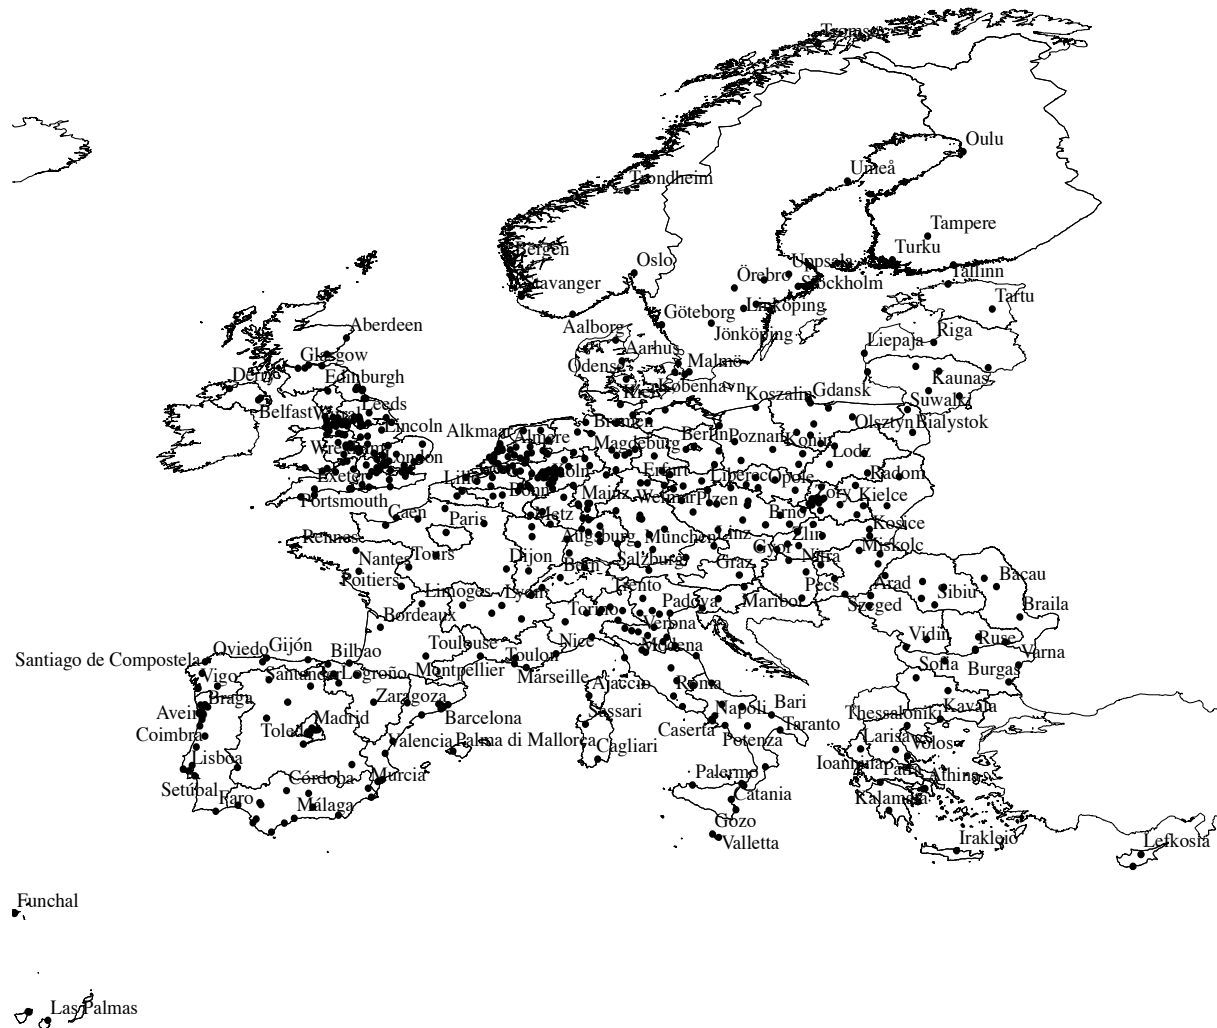 Tromsø
Oulu
Umeå
Trondheim
Tampere
Turku
Bergen
Oslo
Uppsala
Tallinn
Örebro
Stockholm
Stavanger
Tartu
Linköping
Göteborg
Aalborg
Aberdeen
Jönköping
Riga
Liepaja
Aarhus
Glasgow
Malmö
Odense
Derry
Edinburgh
Kaunas
København
Kiel
Koszalin
Gdansk
Suwalki
Leeds
Belfast
Wirral
Bremen
Olsztyn
Bialystok
Lincoln
Alkmaar
Almere
Berlin
Poznan
Konin
Magdeburg
Wrexham
Lodz
London
Erfurt
Exeter
Lille
Köln
Liberec
Opole
Radom
Bonn
Mainz
Weimar
Plzen
Zory
Kielce
Portsmouth
Caen
Paris
Metz
Brno
Kosice
Rennes
Augsburg
München
Linz
Zlin
Nantes
Tours
Dijon
Bern
Salzburg
Graz
Györ
Nitra
Miskolc
Poitiers
Limoges
Lyon
Trento
Padova
Maribor
Pecs
Arad
Sibiu
Bacau
Szeged
Braila
Bordeaux
Torino
Verona
Vidin
Ruse
Oviedo
Gijón
Bilbao
Toulouse
Nice
Modena
Varna
Santiago de Compostela
Toulon
Sofia
Burgas
Vigo
Santander
Logroño
Montpellier
Marseille
Ajaccio
Roma
Braga
Zaragoza
Aveiro
Madrid
Barcelona
Sassari
Napoli
Bari
Thessaloniki
Kavala
Coimbra
Toledo
Valencia
Palma di Mallorca
Cagliari
Caserta
Potenza
Taranto
Larisa
Volos
Lisboa
Ioannina
Patra
Athina
Setúbal
Faro
Córdoba
Murcia
Palermo
Málaga
Catania
Kalamata
Gozo
Valletta
Irakleio
Lefkosia
Funchal
Las Palmas